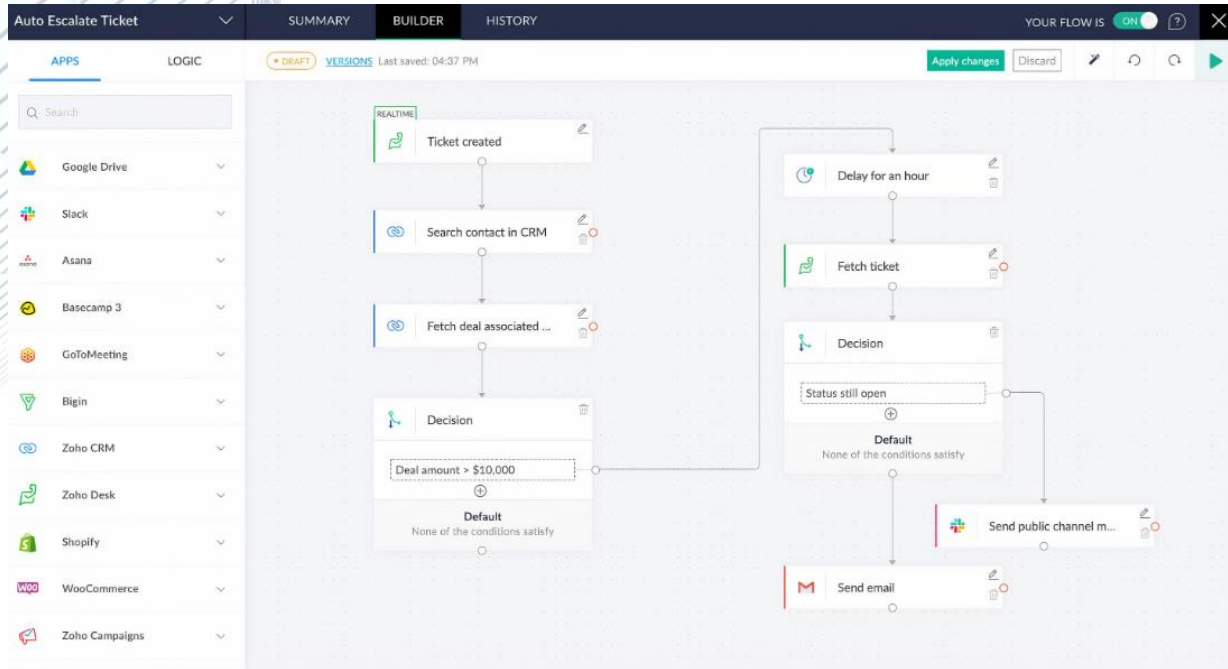 Auto Escalate Ticket
SUMMARY
BUILDER
HISTORY
YOUR FLOW IS ON
APPS
LOGIC
DRAFT
VERSIONS Last saved: 04:37 PM
Apply changes
Discard
Search
Google Drive
Slack
asana
Asana
Basecamp 3
GoToMeeting
Bigin
Zoho CRM
Zoho Desk
Shopify
WOO
WooCommerce
Zoho Campaigns
REALTIME
Ticket created
Search contact in CRM
Fetch deal associated ...
Decision
Deal amount > $10,000
Default
None of the conditions satisfy
Delay for an hour
Fetch ticket
Decision
Status still open
Default
None of the conditions satisfy
Send public channel m...
Send email